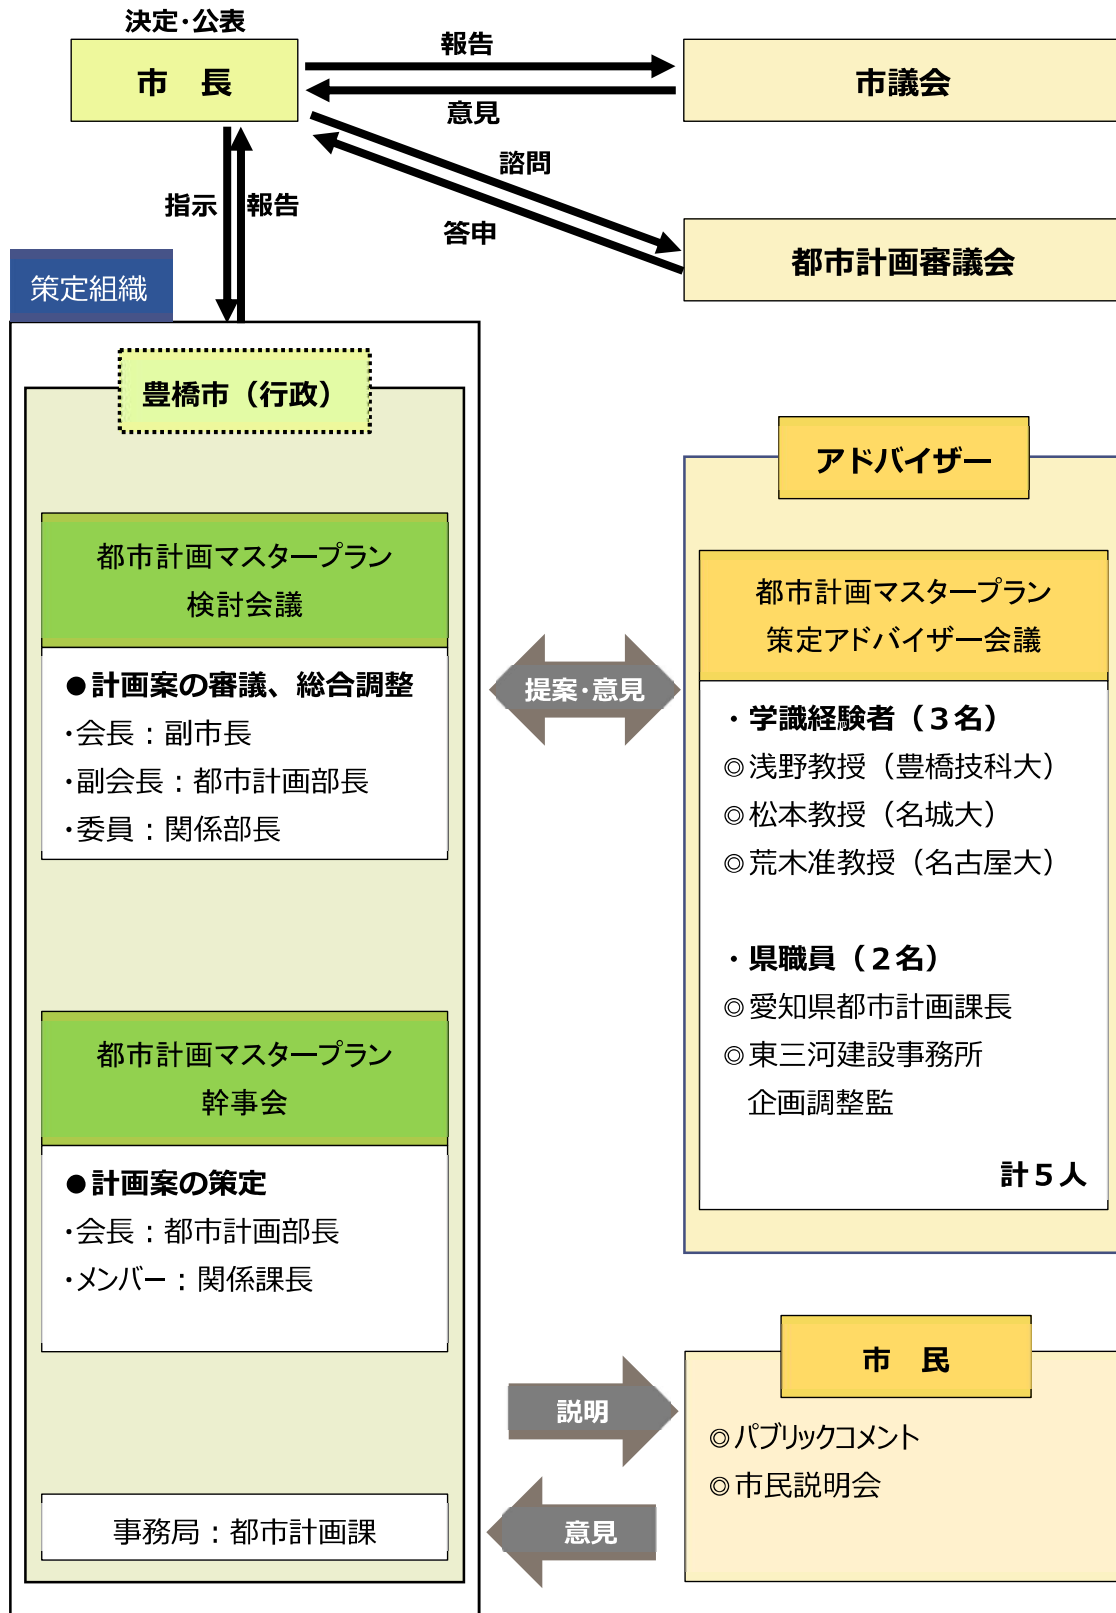 決定・公表
市　長
報告
意見
市議会
諮問
答申
都市計画審議会
指示
報告
策定組織
豊橋市（行政）
都市計画マスタープラン
検討会議
●計画案の審議、総合調整
・会長：副市長
・副会長：都市計画部長
・委員：関係部長
都市計画マスタープラン
幹事会
●計画案の策定
・会長：都市計画部長
・メンバー：関係課長
事務局：都市計画課
提案・意見
アドバイザー
都市計画マスタープラン
策定アドバイザー会議
・学識経験者（３名）
◎浅野教授（豊橋技科大）
◎松本教授（名城大）
◎荒木准教授（名古屋大）
・県職員（２名）
◎愛知県都市計画課長
◎東三河建設事務所
企画調整監
計５人
説明
意見
市　民
◎パブリックコメント
◎市民説明会